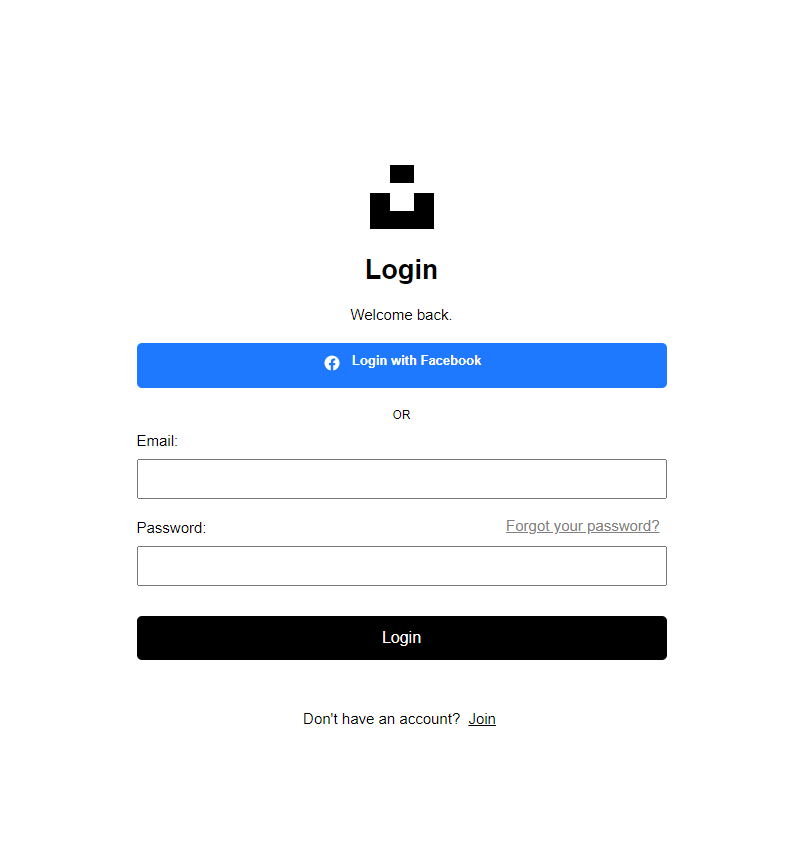 Login
Welcome back.
Login with Facebook
OR
Email:
Password: Forgot your password?
Login
Don't have an account? Join